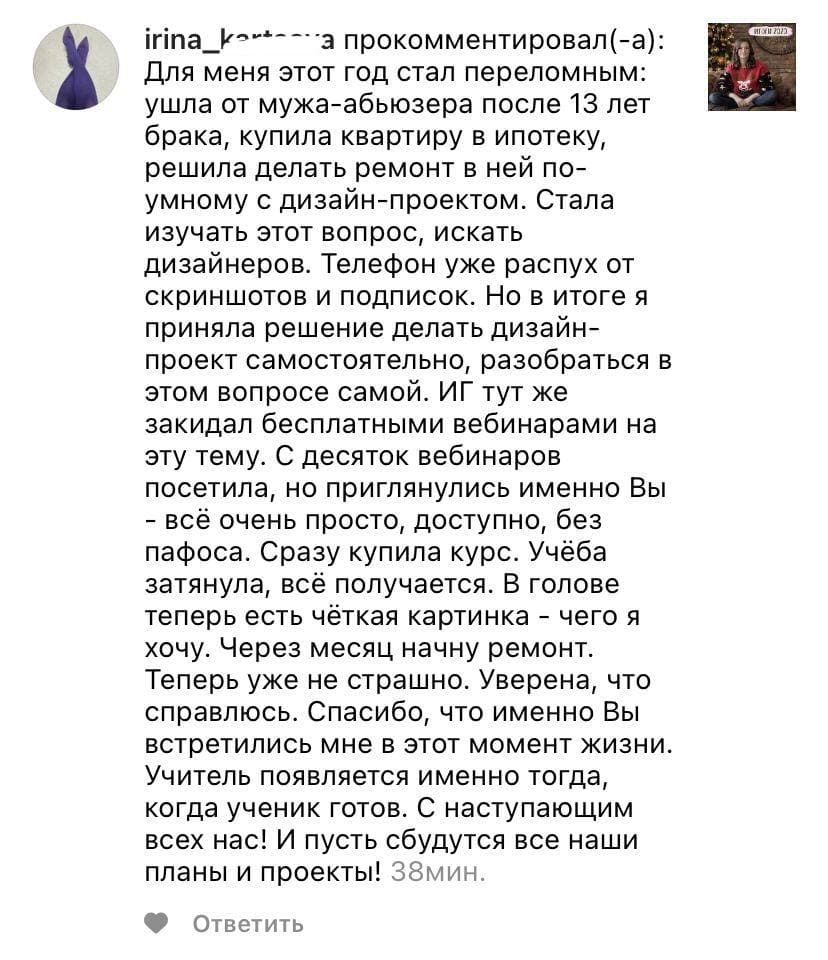 прокомментировал(-а):
Для меня этот год стал переломным:
ушла от мужа-абьюзера после 13 лет
брака, купила квартиру в ипотеку,
решила делать ремонт в ней по-
умному с дизайн-проектом. Стала
изучать этот вопрос, искать
дизайнеров. Телефон уже распух от
скриншотов и подписок. Но в итоге я
приняла решение делать дизайн-
проект самостоятельно, разобраться в
этом вопросе самой. ИГ тут же
закидал бесплатными вебинарами на
эту тему. С десяток вебинаров
посетила, но приглянулись именно Вы
- всё очень просто, доступно, без
пафоса. Сразу купила курс. Учёба
затянула, всё получается. В голове
теперь есть чёткая картинка - чего я
хочу. Через месяц начну ремонт.
Теперь уже не страшно. Уверена, что
справлюсь. Спасибо, что именно Вы
встретились мне в этот момент жизни.
Учитель появляется именно тогда,
когда ученик готов. С наступающим
всех нас! И пусть сбудутся все наши
планы и проекты! 38мин.
Ответить
ИТОГИ 2020